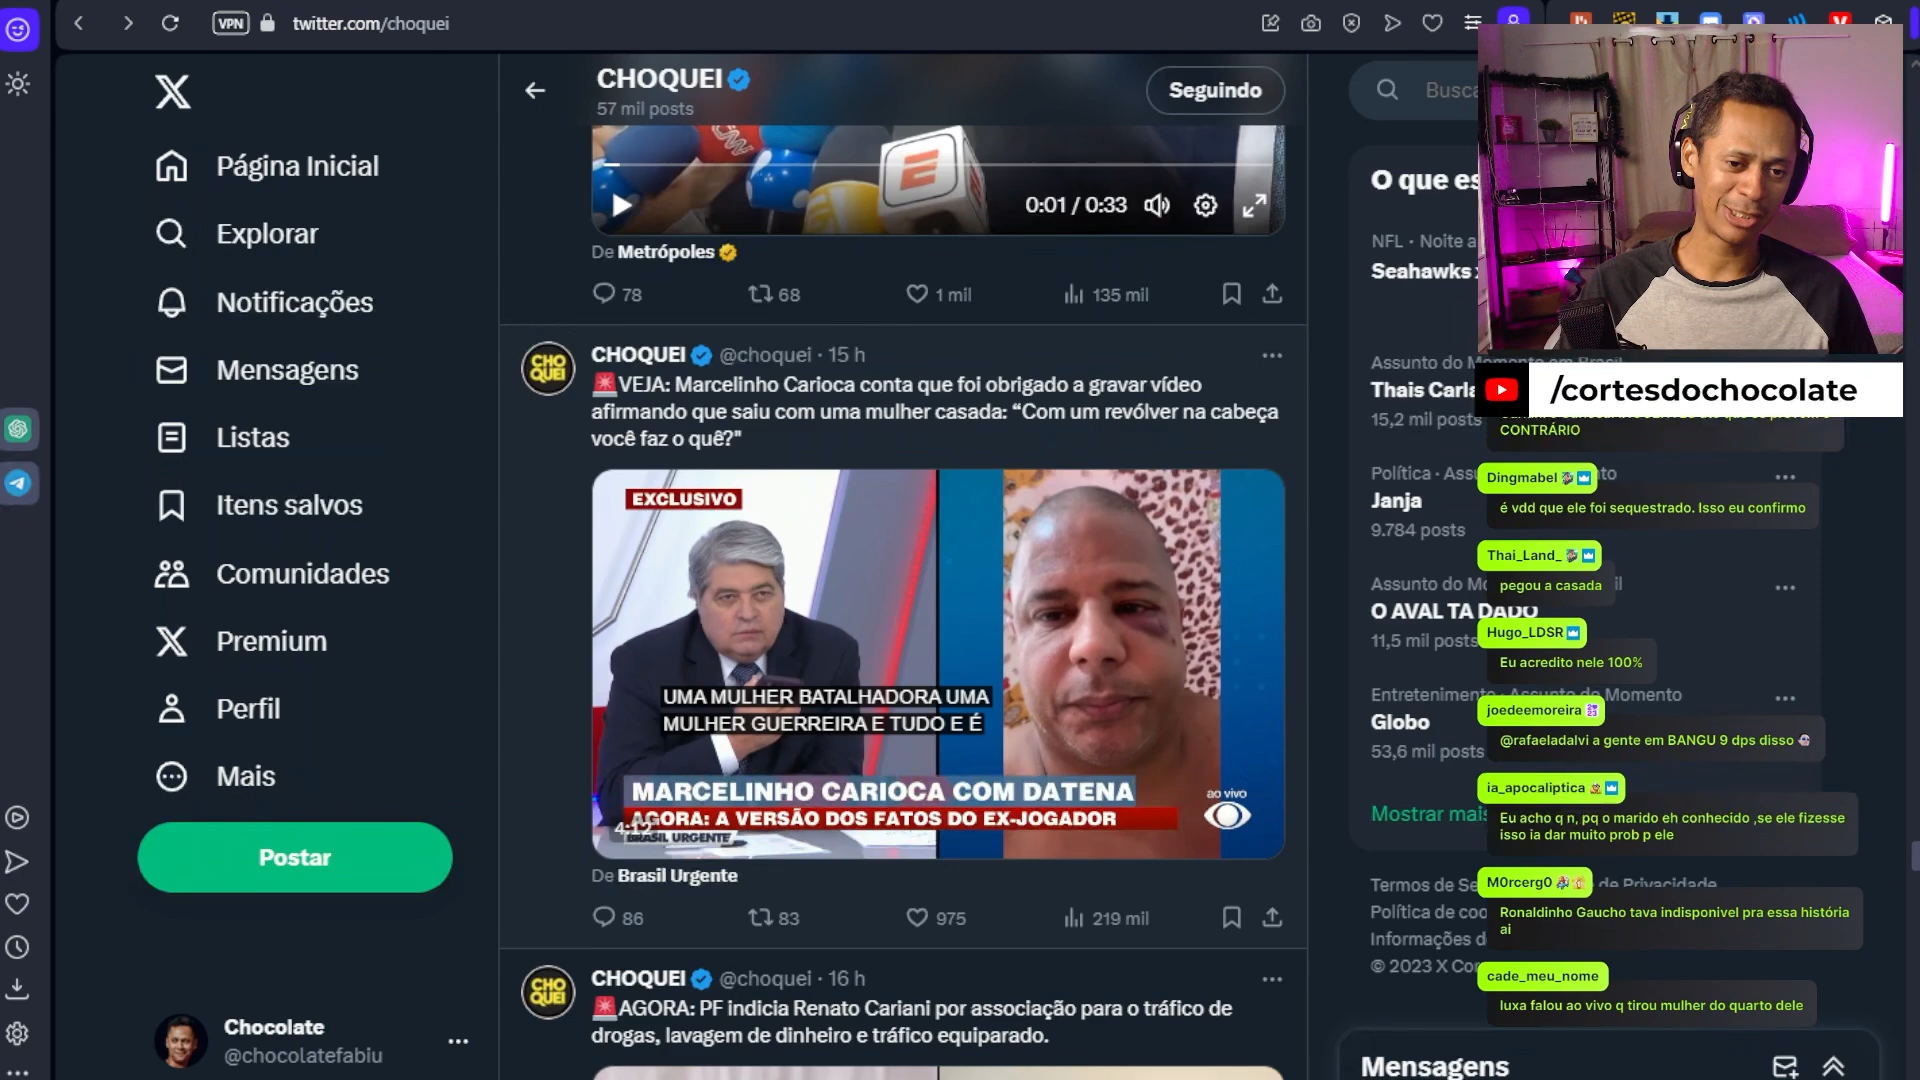 VPN
twitter.com/choquei
X
Página Inicial
Explorar
Notificações
Mensagens
Listas
Itens salvos
Comunidades
Premium
Perfil
Mais
Postar
Chocolate
@chocolatefabiu
CHOQUEI
57 mil posts
Seguindo
0:01 / 0:33
De Metrópoles
78
68
1 mil
135 mil
CHO
QUEI
CHOQUEI @choquei · 15 h
VEJA: Marcelinho Carioca conta que foi obrigado a gravar vídeo
afirmando que saiu com uma mulher casada: “Com um revólver na cabeça
você faz o quê?"
EXCLUSIVO
UMA MULHER BATALHADORA UMA
MULHER GUERREIRA E TUDO E É
MARCELINHO CARIOCA COM DATENA
AGORA: A VERSÃO DOS FATOS DO EX-JOGADOR
4:12
BRASIL URGENTE
ao vivo
De Brasil Urgente
86
83
975
219 mil
CHO
QUEI
CHOQUEI @choquei · 16 h
AGORA: PF indicia Renato Cariani por associação para o tráfico de
drogas, lavagem de dinheiro e tráfico equiparado.
Busca
O que es
NFL · Noite a
Seahawks
Assunto do Momento em Brasil
Thais Carla
15,2 mil posts
Política · Ass
Janja
9.784 posts
Assunto do Mo
O AVAL TA DADO
11,5 mil posts
Entretenimento · Assunto do Momento
Globo
53,6 mil posts
Mostrar mais
Termos de Se
de Privacidade
Política de coo
Informações d
© 2023 X Cor
Mensagens
/cortesdochocolate
CONTRÁRIO
Dingmabel
é vdd que ele foi sequestrado. Isso eu confirmo
Thai_Land_
pegou a casada
Hugo_LDSR
Eu acredito nele 100%
joedeemoreira
@rafaeladalvi a gente em BANGU 9 dps disso
ia_apocaliptica
Eu acho q n, pq o marido eh conhecido ,se ele fizesse
isso ia dar muito prob p ele
M0rcerg0
Ronaldinho Gaucho tava indisponivel pra essa história
ai
cade_meu_nome
luxa falou ao vivo q tirou mulher do quarto dele